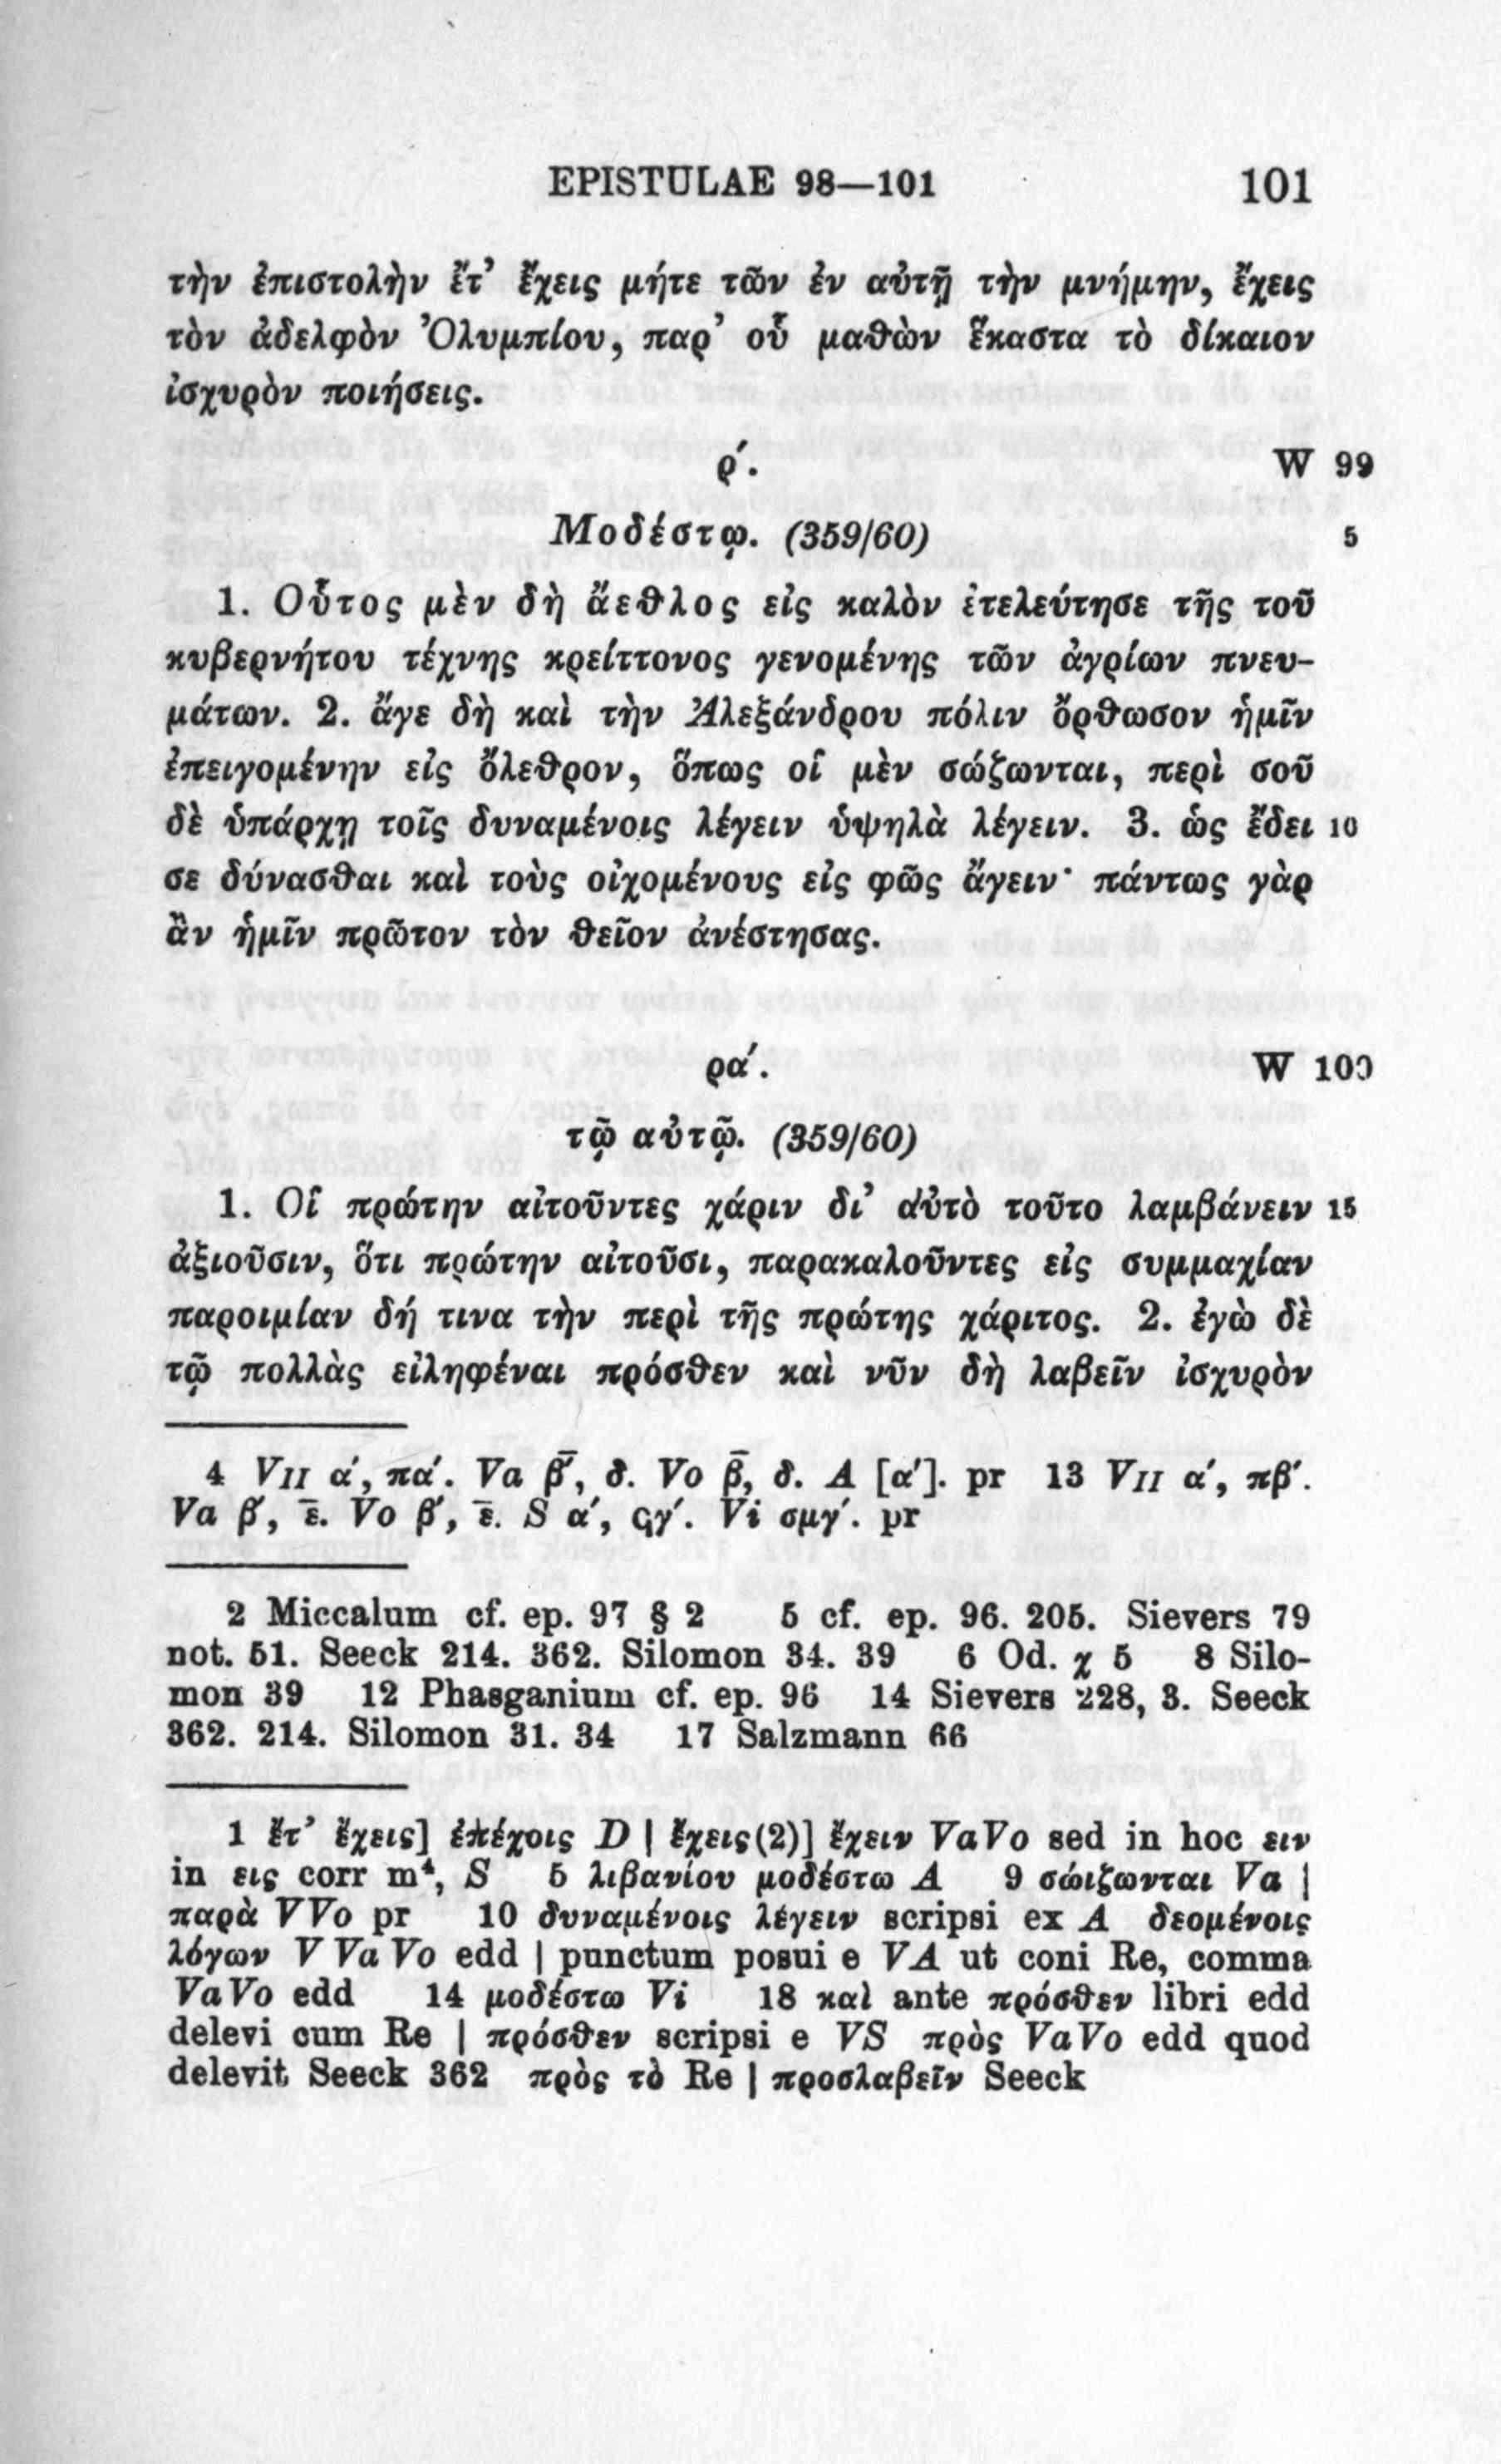 EPISTULAE 98—101 101
τὴν ἐπιστολὴν ἔτ’ ἔχεις μήτε τῶν ἐν αὐτῇ τὴν μνήμην, ἔχεις
τὸν ἀδελφὸν Ὀλυμπίου, παρ’ οὗ μαθὼν ἕκαστα τὸ δίκαιον
ἰσχυρὸν ποιήσεις.
ρ′. W 99
Μοδέστῳ. (359/60) 5
1. Οὗτος μὲν δὴ ἄεθλος εἰς καλὸν ἐτελεύτησε τῆς τοῦ
κυβερνήτου τέχνης κρείττονος γενομένης τῶν ἀγρίων πνευ-
μάτων. 2. ἄγε δὴ καὶ τὴν Ἀλεξάνδρου πόλιν ὄρθωσον ἡμῖν
ἐπειγομένην εἰς ὄλεθρον, ὅπως οἱ μὲν σώζωνται, περὶ σοῦ
δὲ ὑπάρχῃ τοῖς δυναμένοις λέγειν ὑψηλὰ λέγειν. 3. ὡς ἔδει 10
σε δύνασθαι καὶ τοὺς οἰχομένους εἰς φῶς ἄγειν· πάντως γὰρ
ἂν ἡμῖν πρῶτον τὸν θεῖον ἀνέστησας.
ρα′. W 100
τῷ αὐτῷ. (359/60)
1. Οἱ πρώτην αἰτοῦντες χάριν δι’ αὐτὸ τοῦτο λαμβάνειν 15
ἀξιοῦσιν, ὅτι πρώτην αἰτοῦσι, παρακαλοῦντες εἰς συμμαχίαν
παροιμίαν δή τινα τὴν περὶ τῆς πρώτης χάριτος. 2. ἐγὼ δὲ
τῷ πολλὰς εἰληφέναι πρόσθεν καὶ νῦν δὴ λαβεῖν ἰσχυρὸν
4 VII α′, πα′. Va β̄′, δ. Vo β̄, δ. A [α′]. pr 13 VII α′, πβ′.
Va β′, ε̄. Vo β′, ε̄. S α′, ϟγ′. Vi σμγ′. pr
2 Miccalum cf. ep. 97 § 2 5 cf. ep. 96. 205. Sievers 79
not. 51. Seeck 214. 362. Silomon 34. 39 6 Od. χ 5 8 Silo-
mon 39 12 Phasganium cf. ep. 96 14 Sievers 228, 3. Seeck
362. 214. Silomon 31. 34 17 Salzmann 66
1 ἔτ’ ἔχεις] ἐπέχοις D | ἔχεις(2)] ἔχειν VaVo sed in hoc ειν
in εις corr m⁴, S 5 λιβανίου μοδέστω A 9 σώιζωνται Va |
παρὰ VVo pr 10 δυναμένοις λέγειν scripsi ex A δεομένοις
λόγων V Va Vo edd | punctum posui e VA ut coni Re, comma
VaVo edd 14 μοδέστω Vi 18 καὶ ante πρόσθεν libri edd
delevi cum Re | πρόσθεν scripsi e VS πρὸς VaVo edd quod
delevit Seeck 362 πρὸς τὸ Re | προσλαβεῖν Seeck